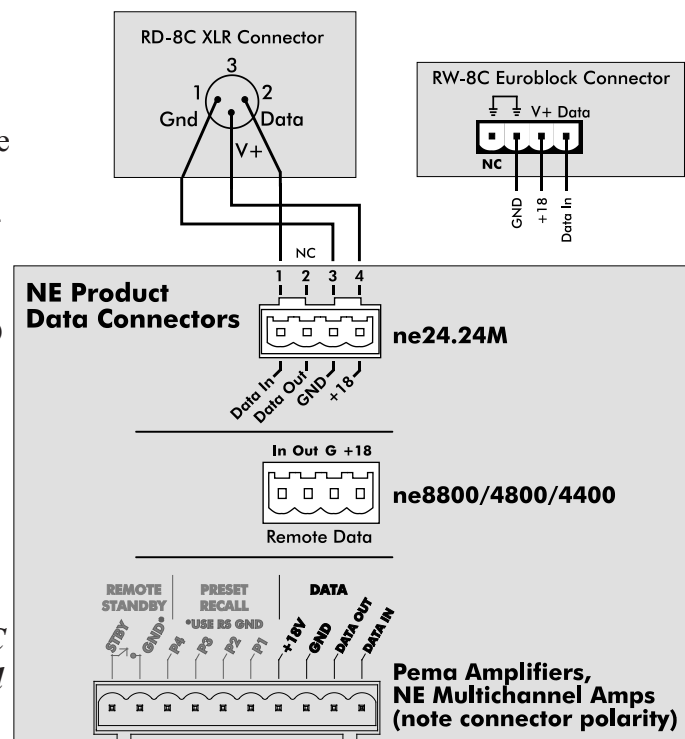 RD-8C XLR Connector
3
1 2
Gnd Data
V+
RW-8C Euroblock Connector
V+ Data
NC
GND +18 Data In
e
NC
1 2 3 4
NE Product
Data Connectors
ne24.24M
Data In Data Out GND +18
In Out G +18
ne8800/4800/4400
Remote Data
REMOTE STANDBY PRESET RECALL DATA
*USE RS GND
STBY GND* P4 P3 P2 P1 +18V GND DATA OUT DATA IN
C
Pema Amplifiers,
NE Multichannel Amps
(note connector polarity)